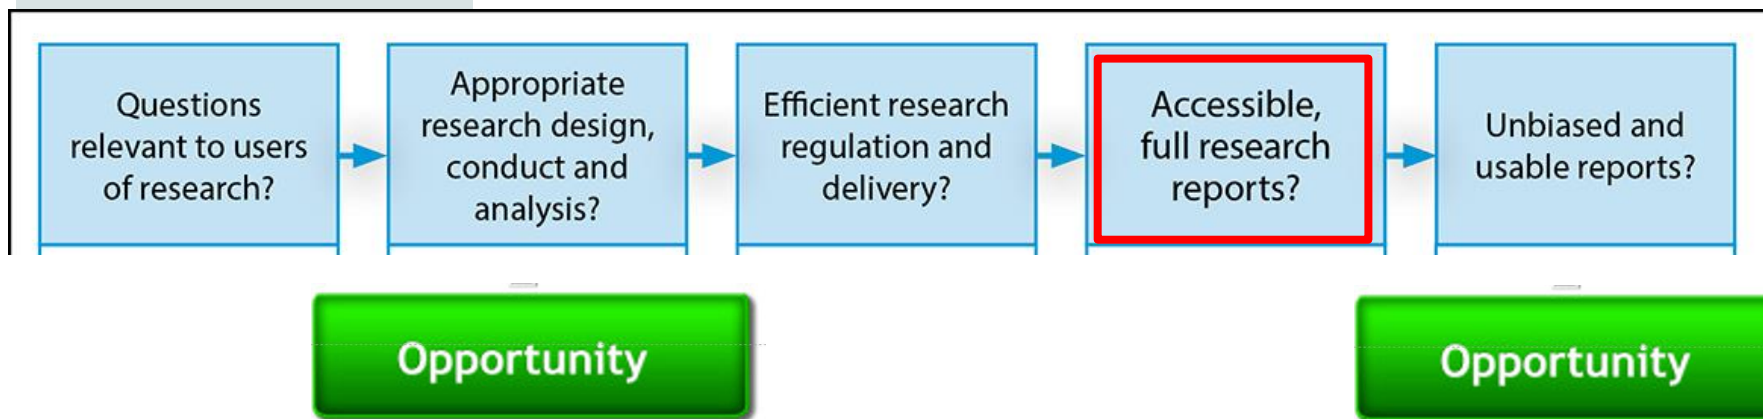 Questions
relevant to users
of research?
Appropriate
research design,
conduct and
analysis?
Efficient research
regulation and
delivery?
Accessible,
full research
reports?
Unbiased and
usable reports?
Opportunity
Opportunity